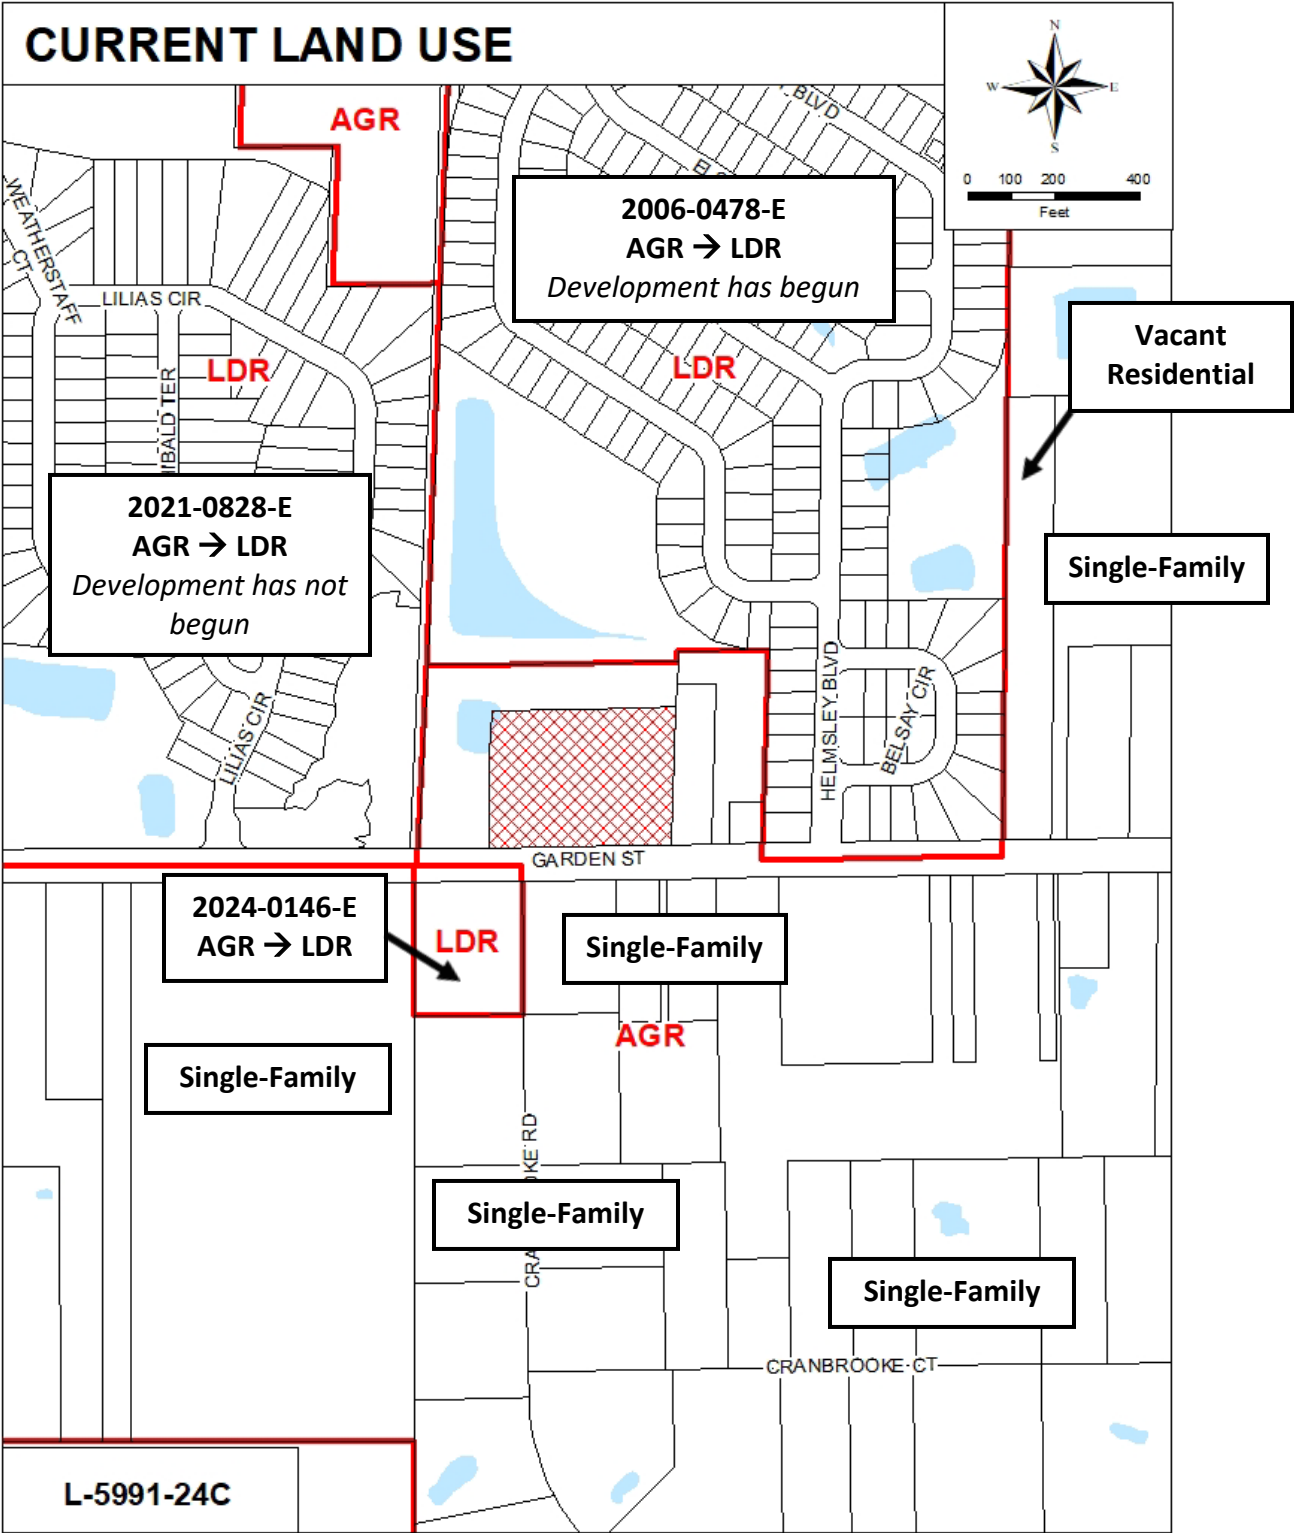 CURRENT LAND USE
N
W E
S
0 100 200 400
Feet
AGR
BLVD
2006-0478-E
AGR → LDR
Development has begun
WEATHERSTAFF
CT
LILIAS CIR
LDR
LDR
Vacant
Residential
2021-0828-E
AGR → LDR
Development has not
begun
Single-Family
HELMSLEY BLVD
BELSAY CIR
LILIAS CIR
GARDEN ST
2024-0146-E
AGR → LDR
LDR
Single-Family
AGR
Single-Family
RD
Single-Family
Single-Family
CRANBROOKE CT
L-5991-24C